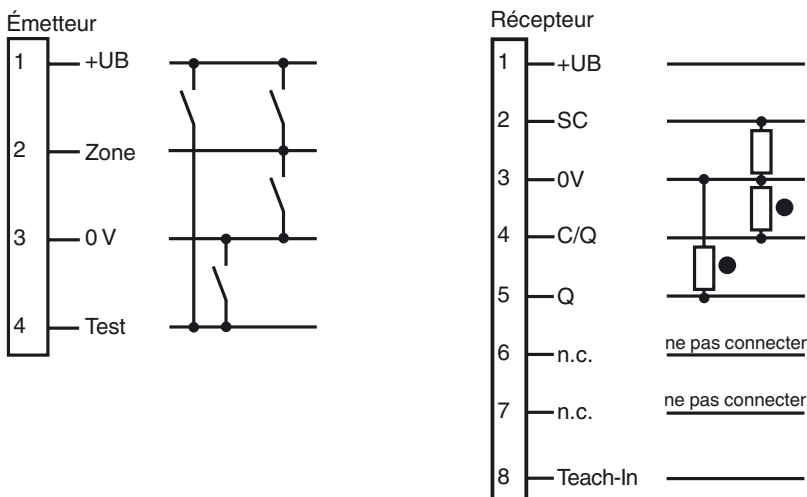 Émetteur
1 +UB
2 Zone
3 0 V
4 Test
Récepteur
1 +UB
2 SC
3 0V
4 C/Q
5 Q
6 n.c. ne pas connecter
7 n.c. ne pas connecter
8 Teach-In